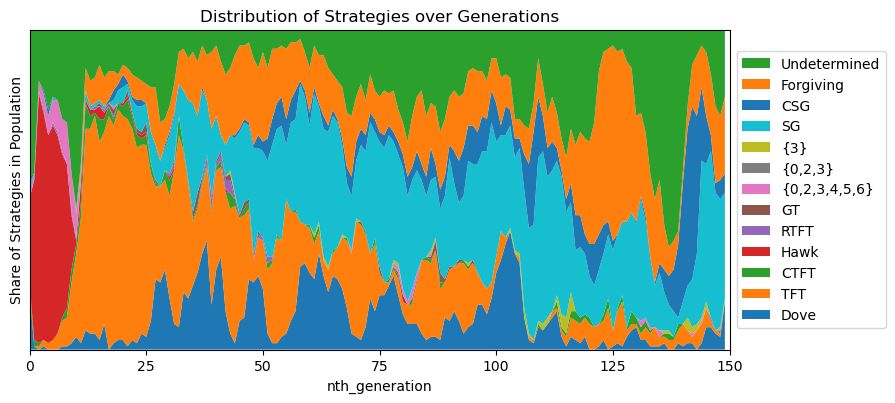 Distribution of Strategies over Generations
Share of Strategies in Population
0
25
50
75
100
125
150
nth_generation
Undetermined
Forgiving
CSG
SG
{3}
{0,2,3}
{0,2,3,4,5,6}
GT
RTFT
Hawk
CTFT
TFT
Dove